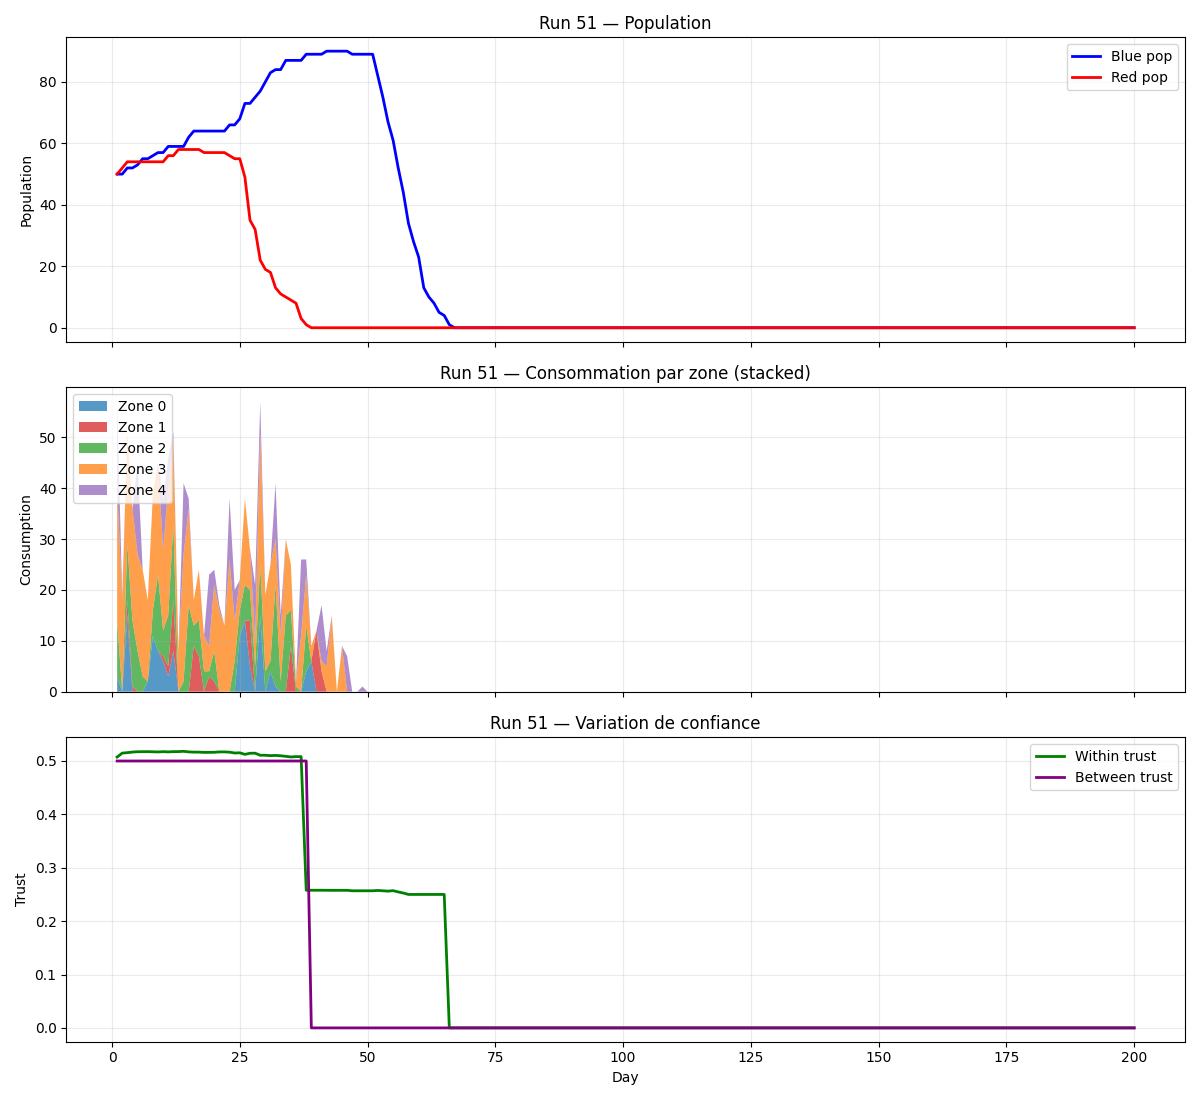 Run 51 — Population
Population
80
60
40
20
0
Blue pop
Red pop
Run 51 — Consommation par zone (stacked)
Consumption
50
40
30
20
10
0
Zone 0
Zone 1
Zone 2
Zone 3
Zone 4
Run 51 — Variation de confiance
Trust
0.5
0.4
0.3
0.2
0.1
0.0
Within trust
Between trust
0 25 50 75 100 125 150 175 200
Day